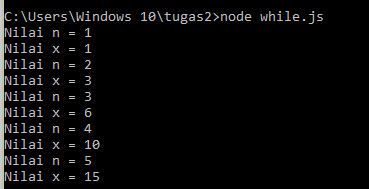 C:\Users\Windows 10\tugas2>node while.js
Nilai n = 1
Nilai x = 1
Nilai n = 2
Nilai x = 3
Nilai n = 3
Nilai x = 6
Nilai n = 4
Nilai x = 10
Nilai n = 5
Nilai x = 15